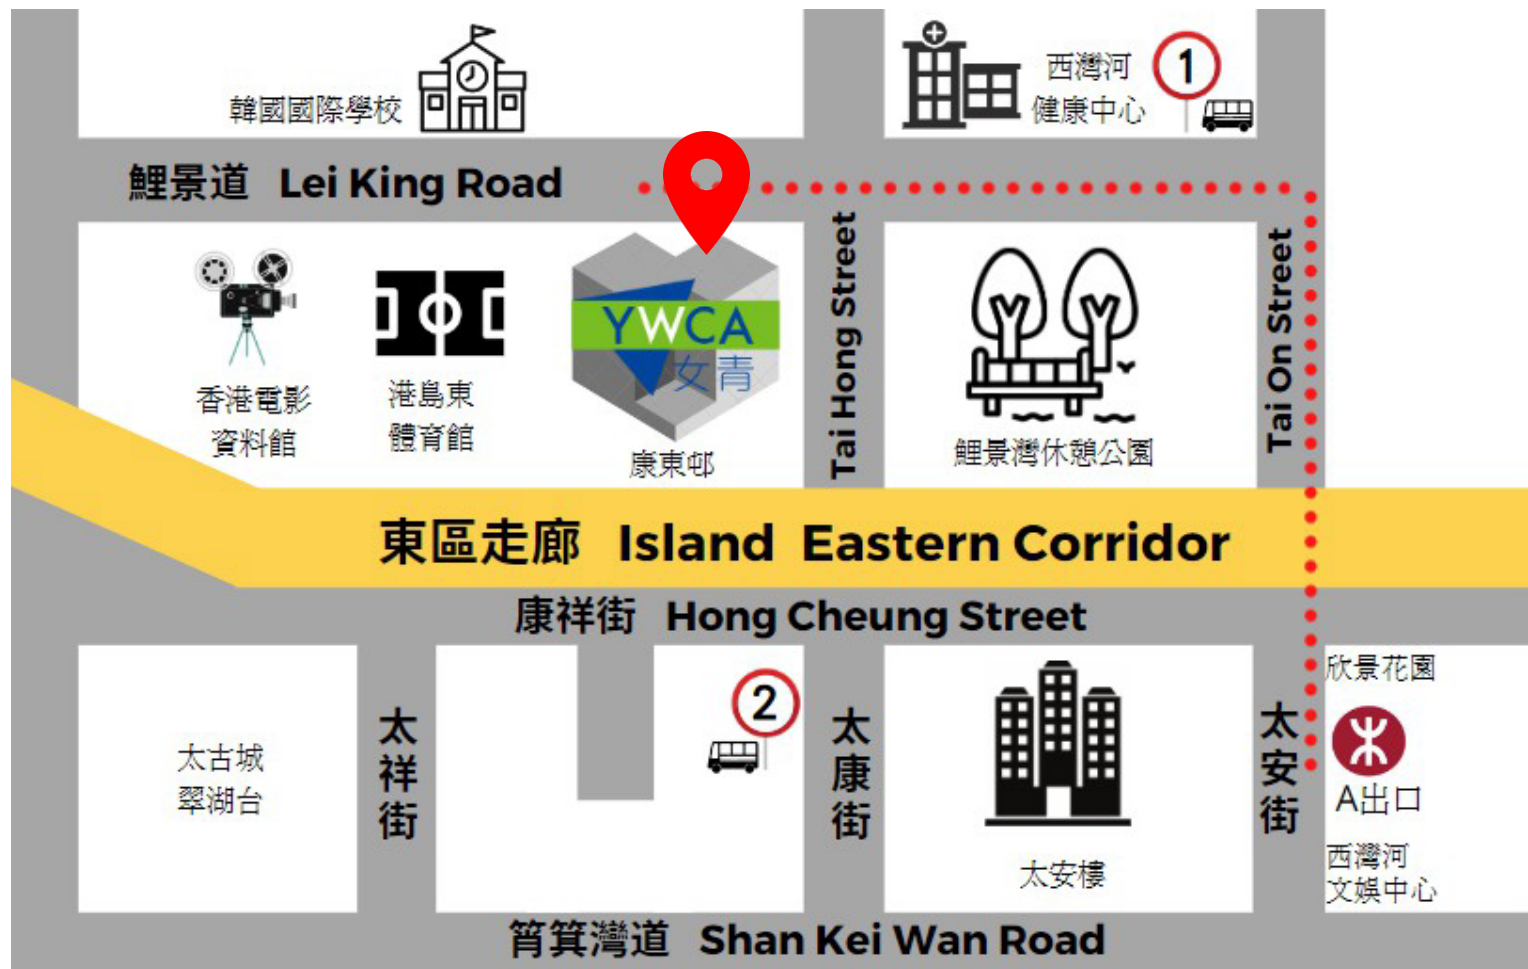 韓國國際學校
西灣河
健康中心
1
鯉景道 Lei King Road
Tai Hong Street
Tai On Street
YWCA
女青
香港電影
資料館
港島東
體育館
康東邨
鯉景灣休憩公園
東區走廊 Island Eastern Corridor
康祥街 Hong Cheung Street
太古城
翠湖台
太祥街
2
太康街
太安樓
太安街
欣景花園
A出口
西灣河
文娛中心
筲箕灣道 Shan Kei Wan Road